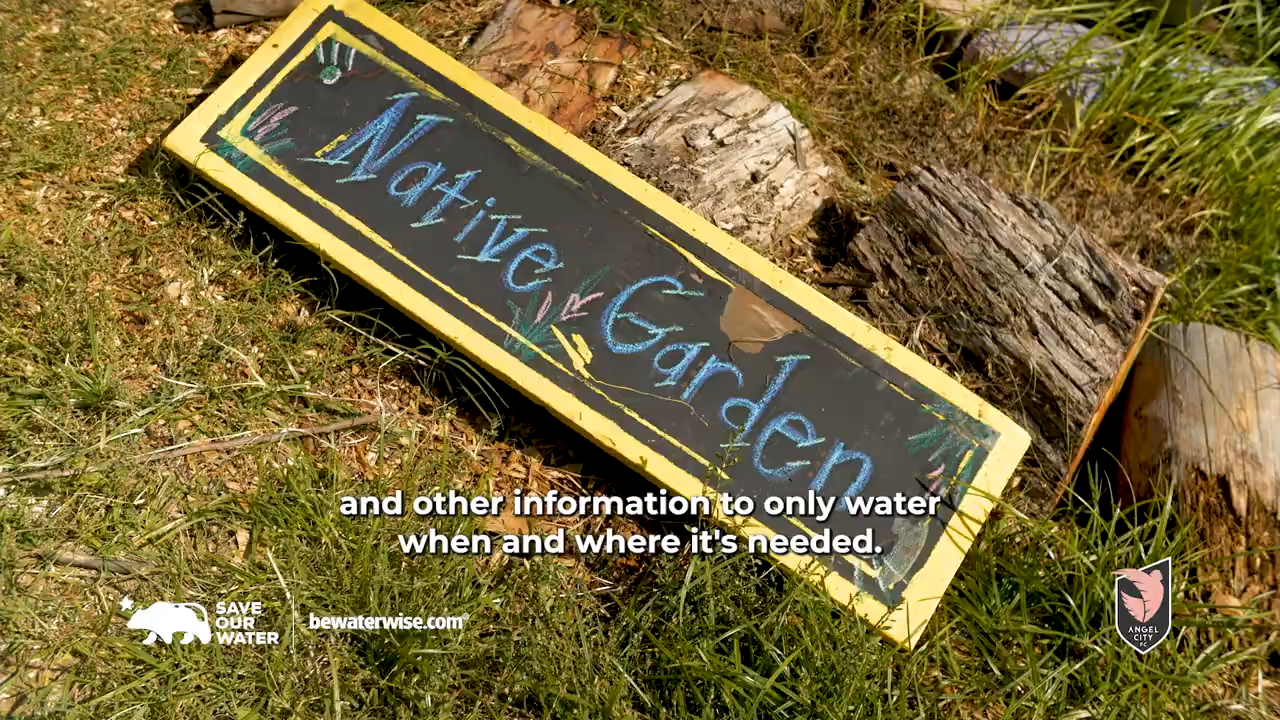 Native Garden
and other information to only water
when and where it's needed.
SAVE
OUR
WATER
bewaterwise.com®
ANGEL
CITY
FC